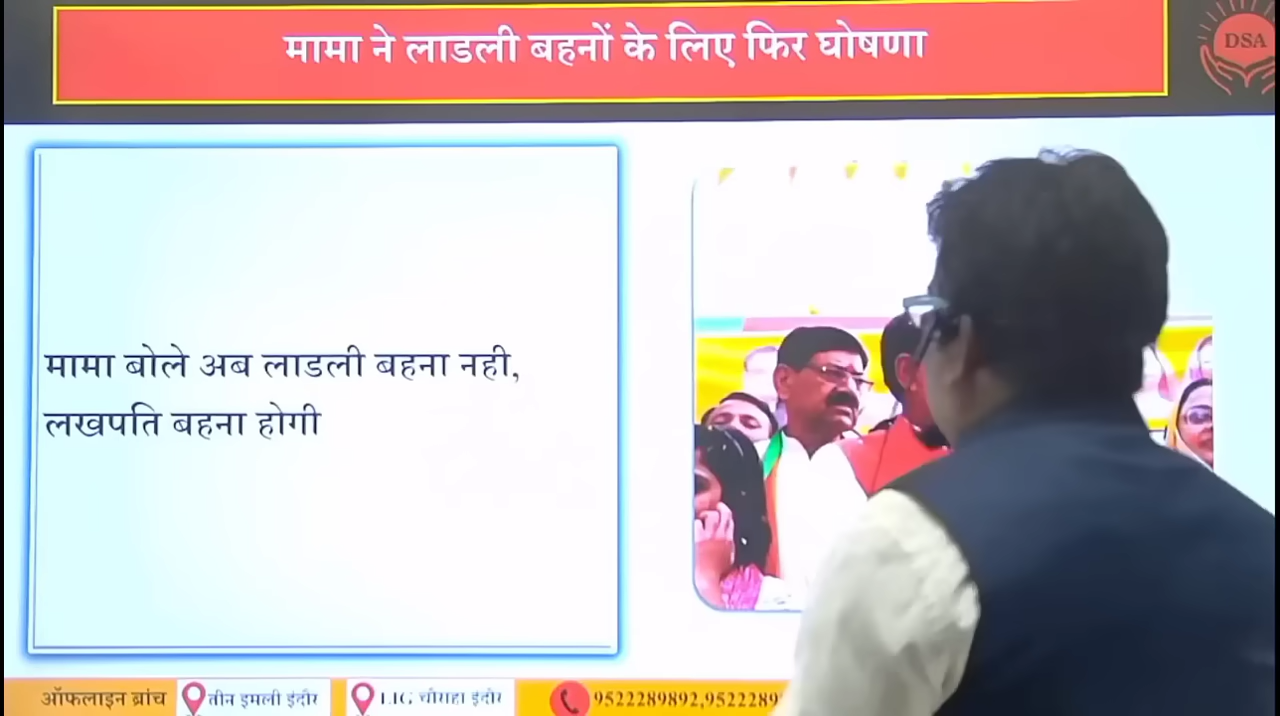 मामा ने लाडली बहनों के लिए फिर घोषणा
DSA
मामा बोले अब लाडली बहना नही,
लखपति बहना होगी
ऑफलाइन ब्रांच
तीन इमली इंदौर
LIG चौराहा इंदौर
9522289892,9522289